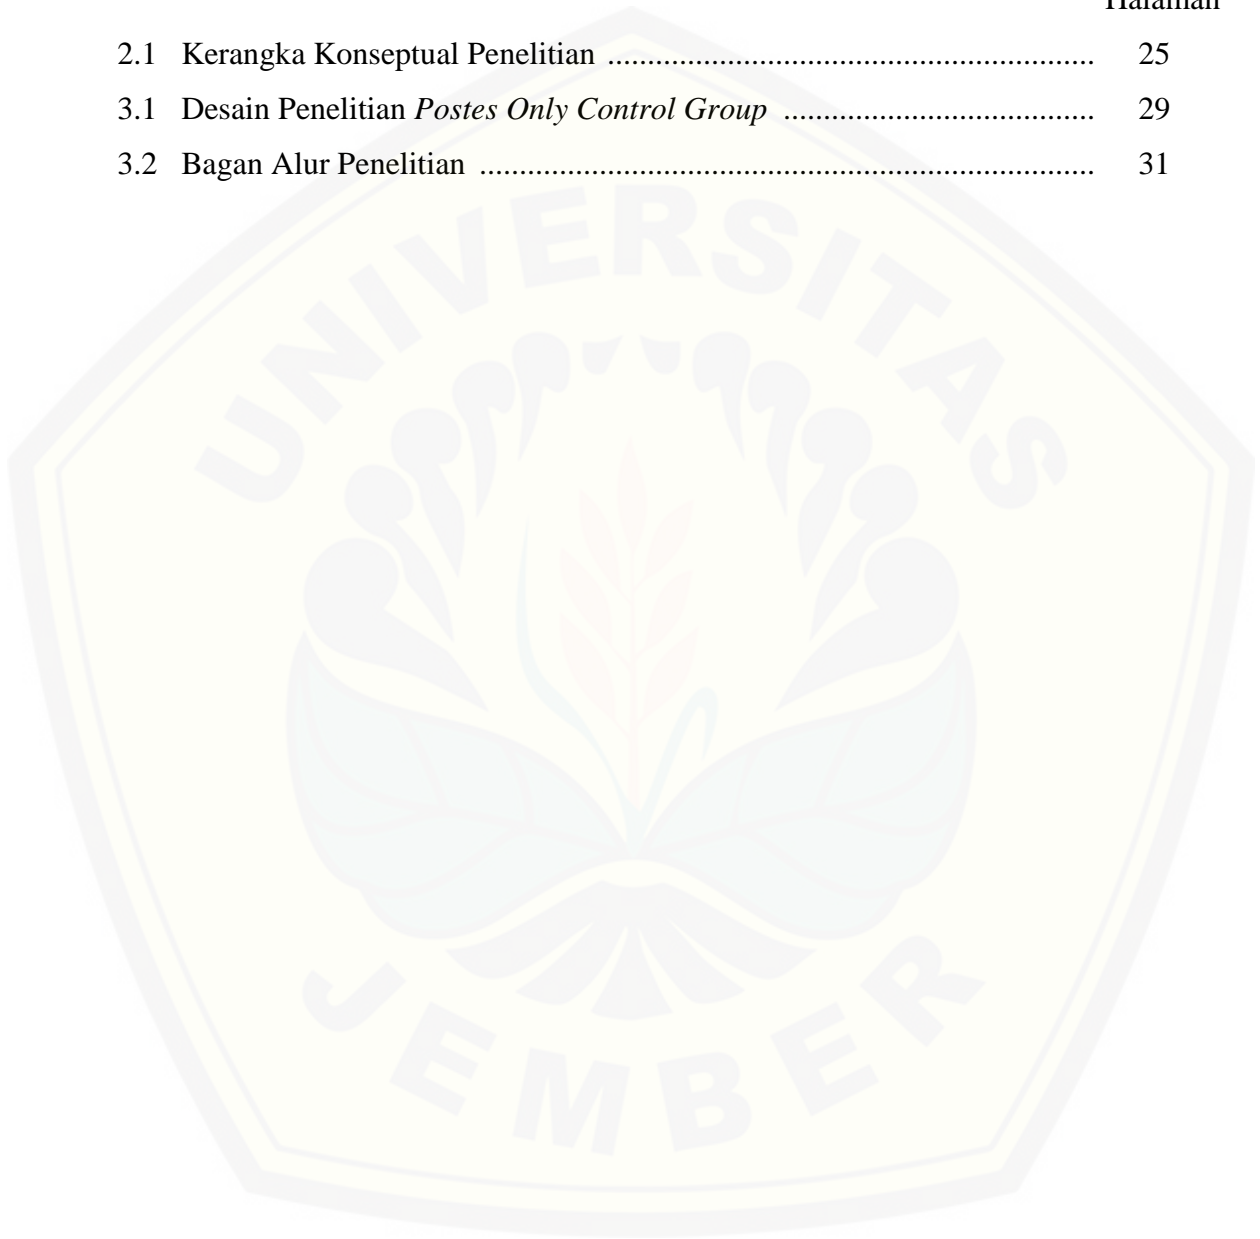 Halaman
2.1 Kerangka Konseptual Penelitian ............................................................. 25
3.1 Desain Penelitian Postes Only Control Group ....................................... 29
3.2 Bagan Alur Penelitian ............................................................................. 31
UNIVERSITAS
JEMBER